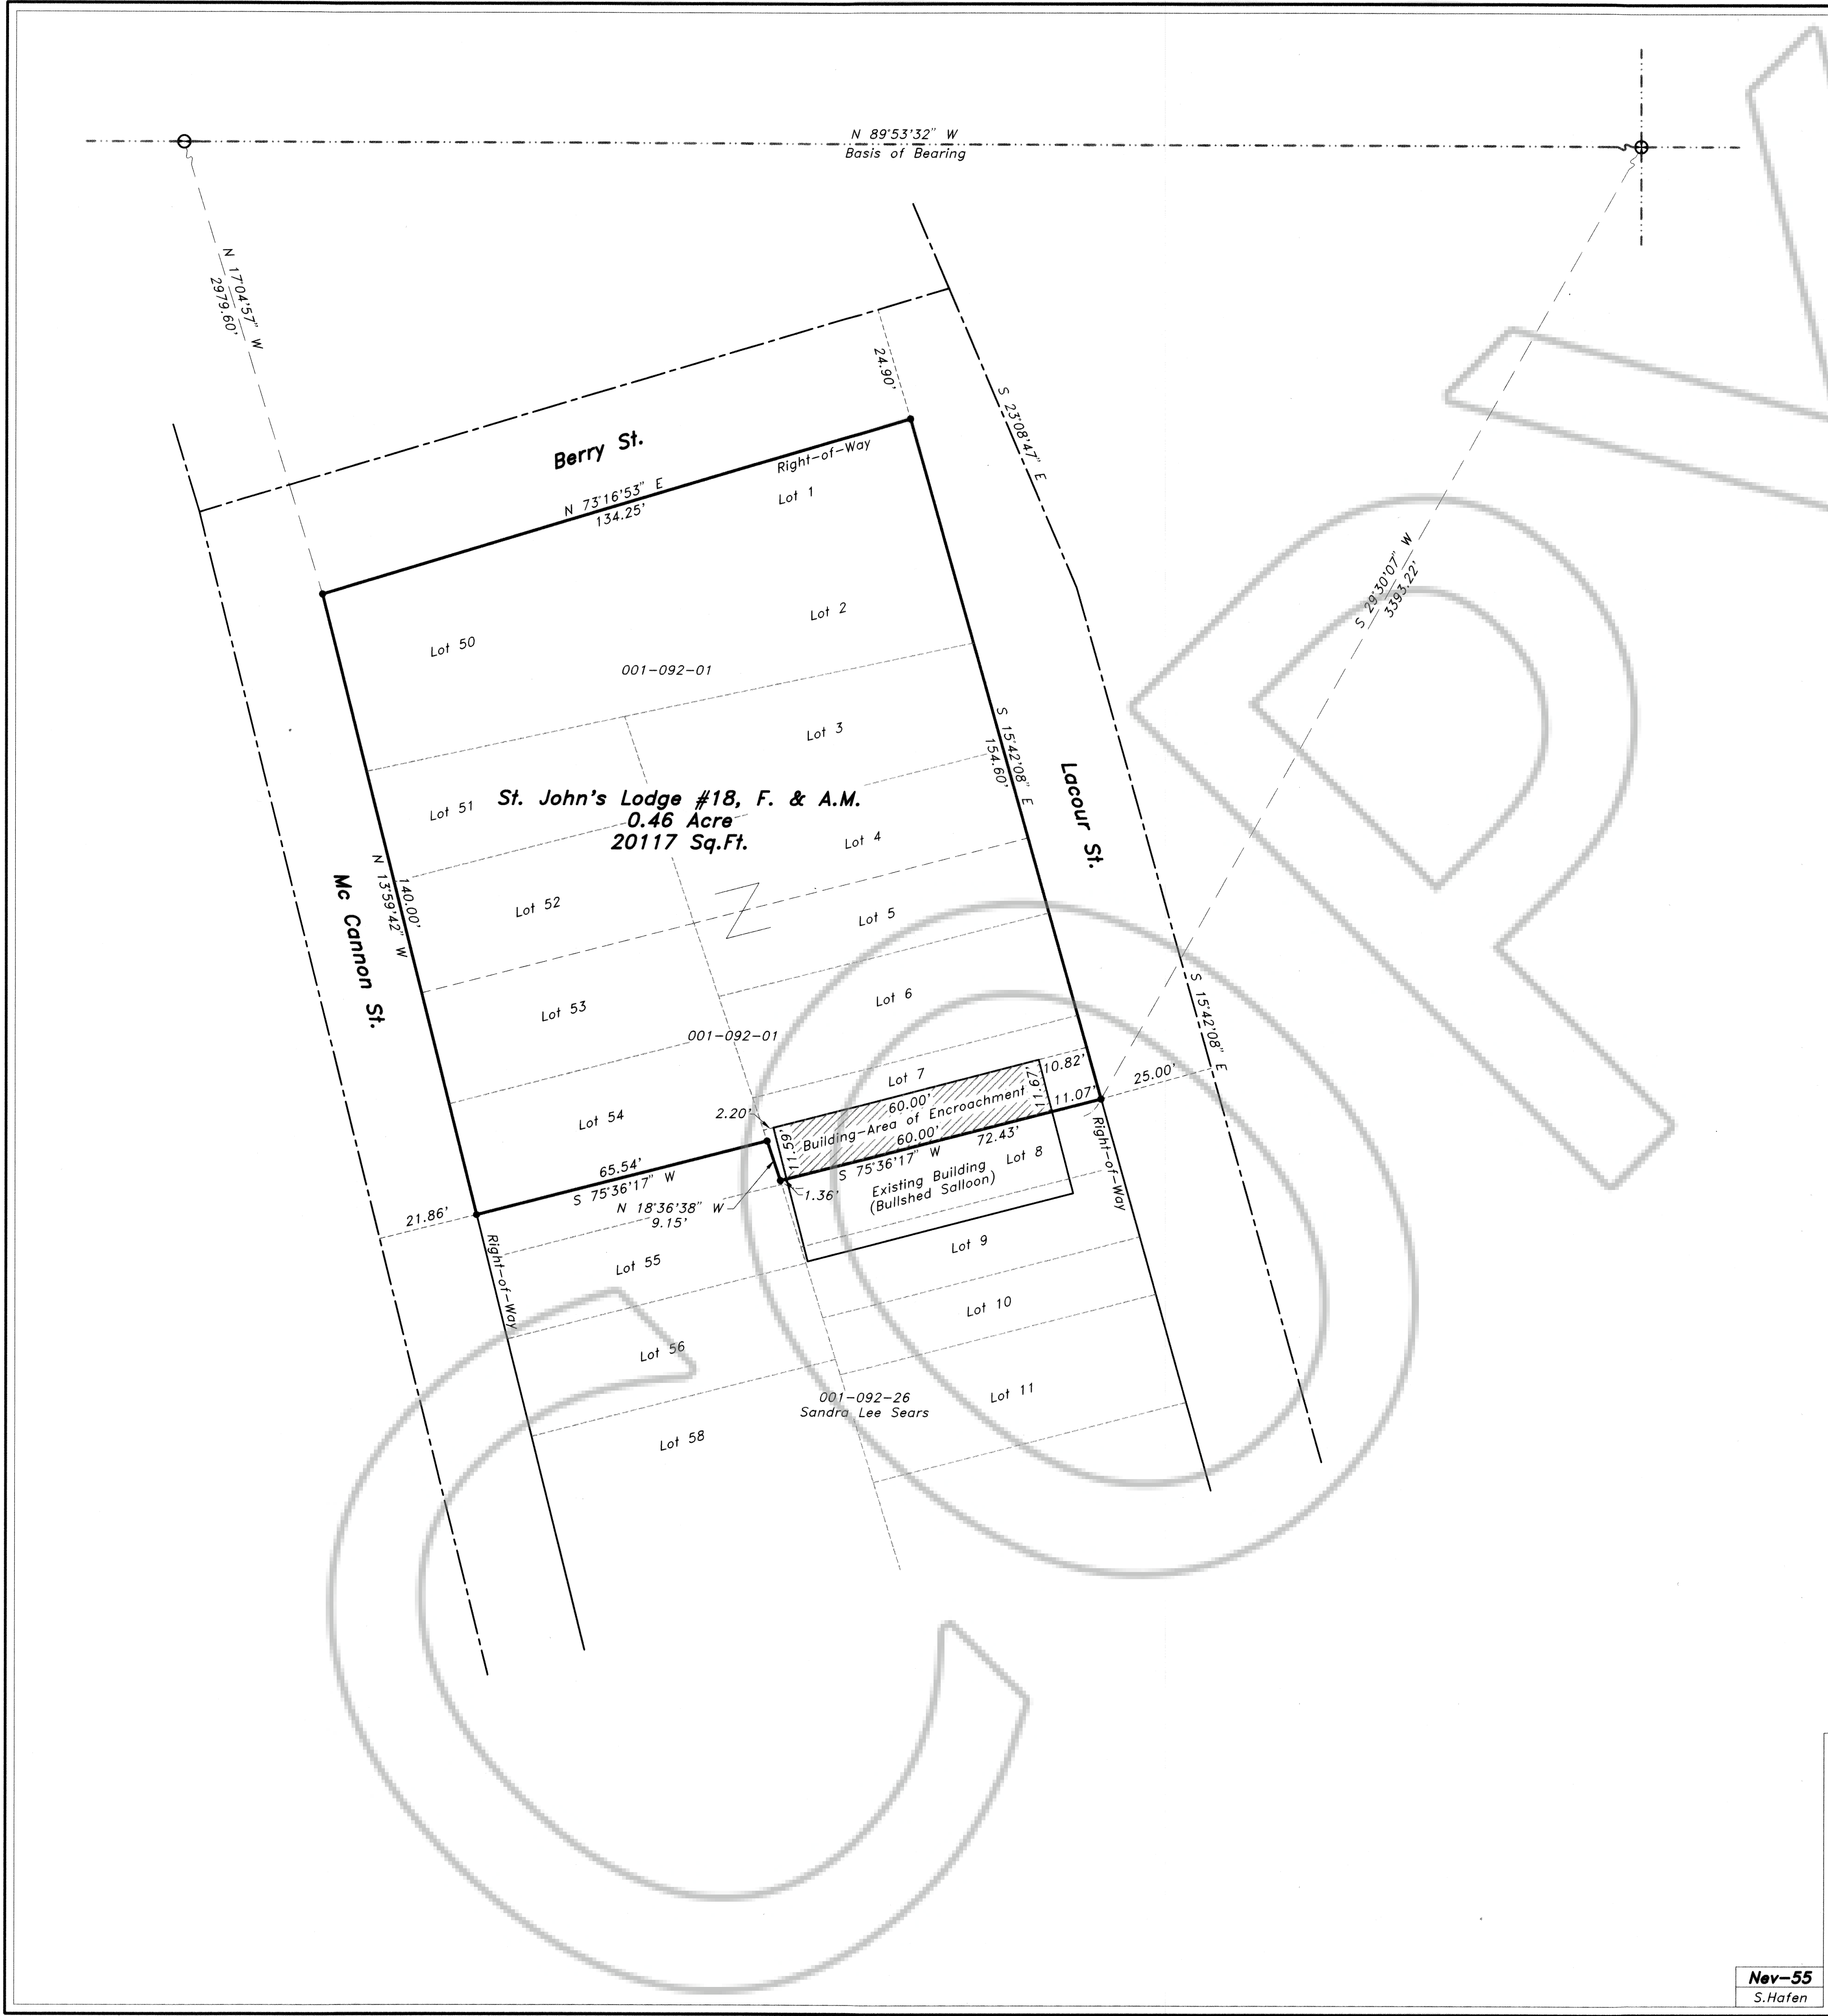 N 89°53'32" W
Basis of Bearing
N 17°04'57" W
2979.60'
24.90'
S 23°08'47" E
Berry St.
Right-of-Way
N 73°16'53" E
134.25'
Lot 1
S 29°30'07" W
3393.22'
Lot 2
Lot 50
001-092-01
Lot 3
S 15°42'08" E
154.60'
Lacour St.
Lot 51
St. John's Lodge #18, F. & A.M.
0.46 Acre
20117 Sq.Ft.
Lot 4
Mc Cannon St.
N 13°59'42" W
140.00'
Lot 52
Lot 5
Lot 53
Lot 6
S 15°42'08" E
001-092-01
Lot 7
10.82'
11.67'
25.00'
60.00'
11.07'
2.20'
Lot 54
Building-Area of Encroachment
11.59'
60.00'
72.43'
S 75°36'17" W
Lot 8
Right-of-Way
65.54'
S 75°36'17" W
Existing Building
(Bullshed Salloon)
1.36'
N 18°36'38" W
9.15'
21.86'
Right-of-Way
Lot 55
Lot 9
Lot 10
Lot 56
001-092-26
Sandra Lee Sears
Lot 11
Lot 58
COPY
Nev-55
S.Hafen